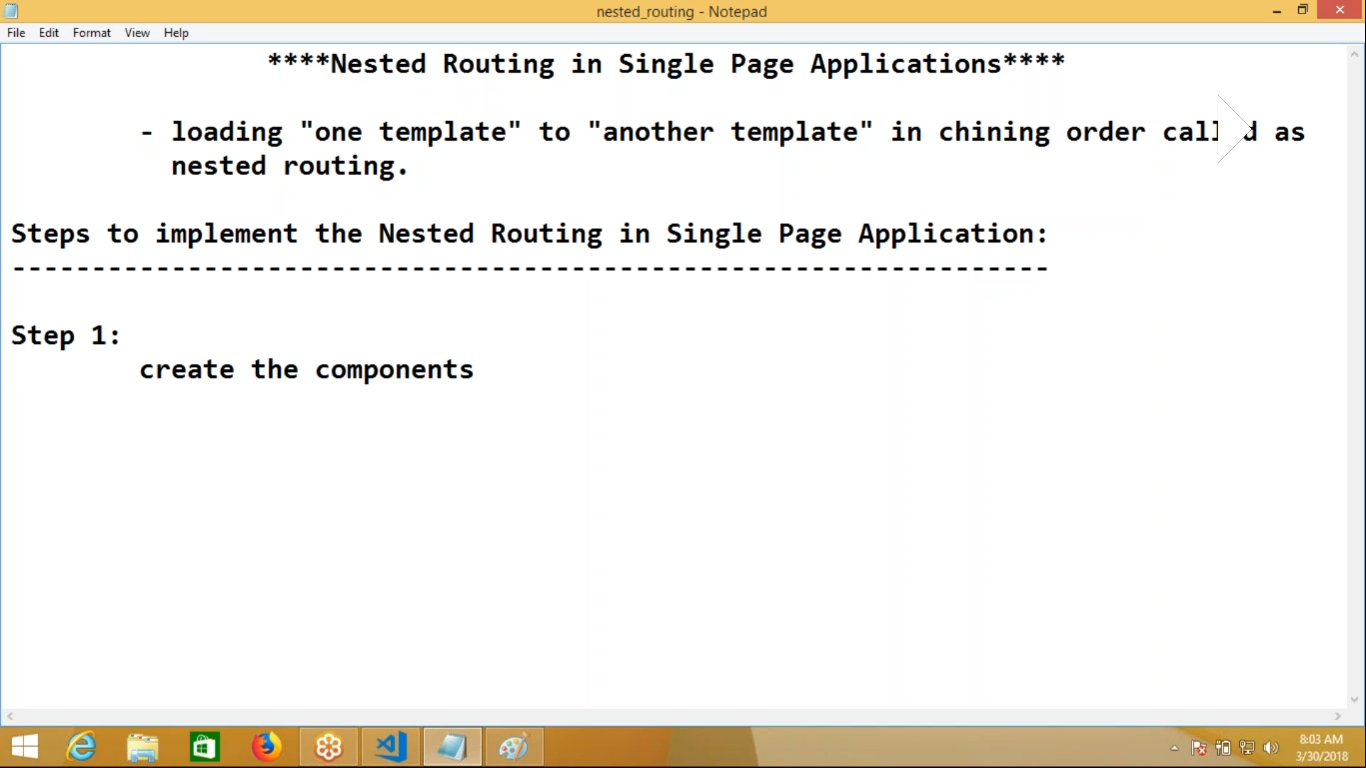 nested_routing - Notepad
File Edit Format View Help
****Nested Routing in Single Page Applications****
- loading "one template" to "another template" in chining order called as
nested routing.
Steps to implement the Nested Routing in Single Page Application:
-----------------------------------------------------------------
Step 1:
create the components
8:03 AM
3/30/2018